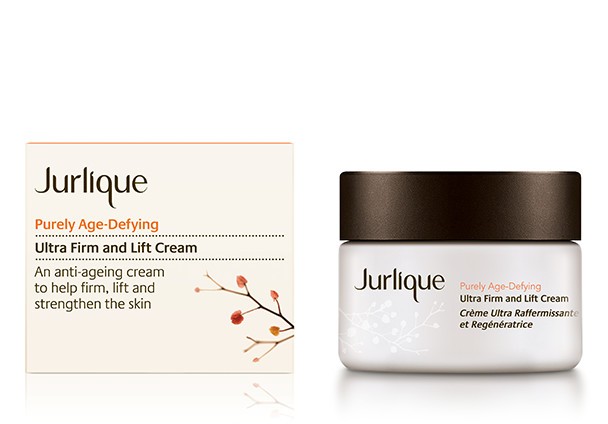 Jurlique
Purely Age-Defying
Ultra Firm and Lift Cream
An anti-ageing cream
to help firm, lift and
strengthen the skin
Jurlique
Purely Age-Defying
Ultra Firm and Lift Cream
Crème Ultra Raffermissante
et Regénératrice